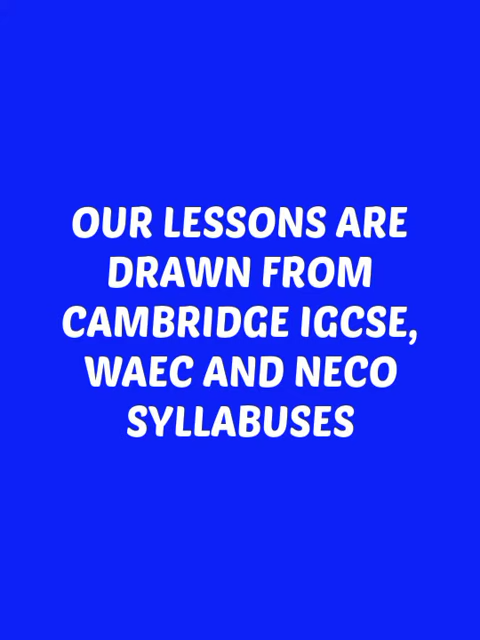 OUR LESSONS ARE
DRAWN FROM
CAMBRIDGE IGCSE,
WAEC AND NECO
SYLLABUSES